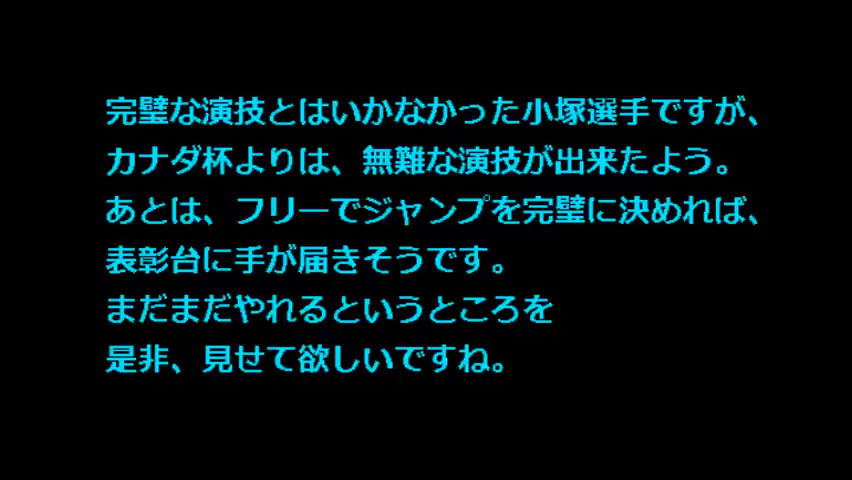 完璧な演技とはいかなかった小塚選手ですが、
カナダ杯よりは、無難な演技が出来たよう。
あとは、フリーでジャンプを完璧に決めれば、
表彰台に手が届きそうです。
まだまだやれるというところを
是非、見せて欲しいですね。